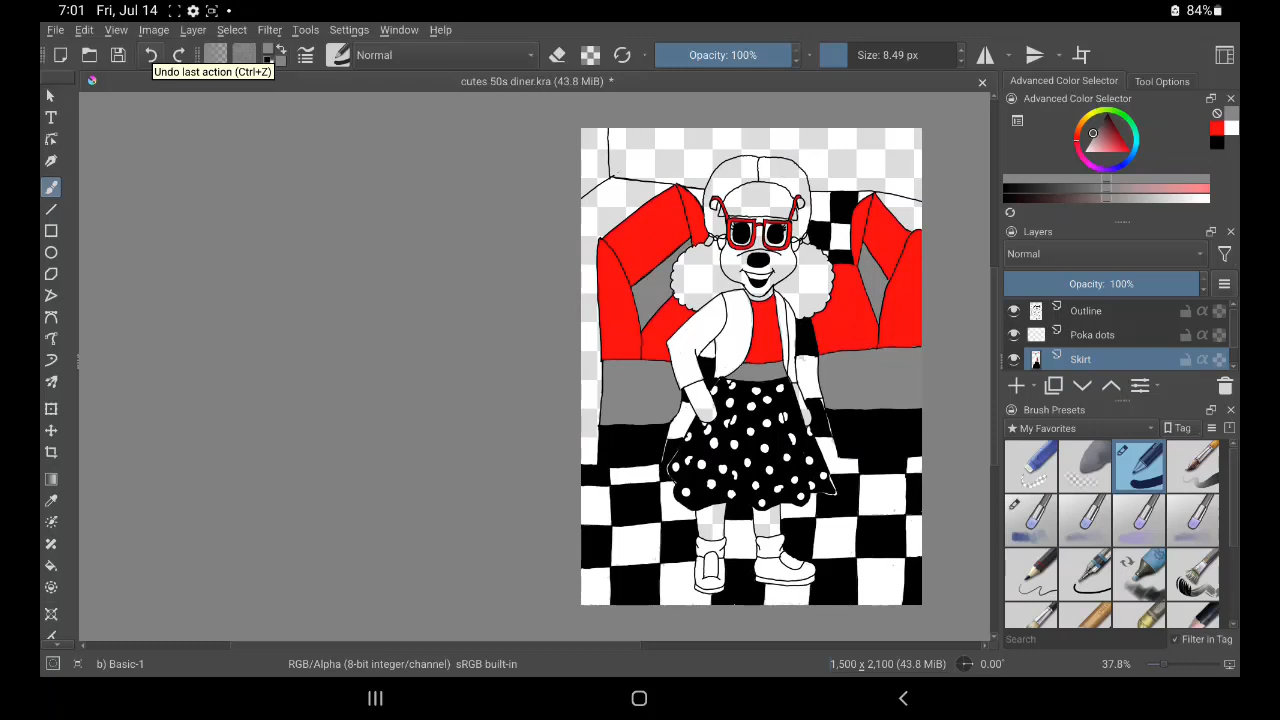 7:01 Fri, Jul 14
84%
File Edit View Image Layer Select Filter Tools Settings Window Help
Normal
Opacity: 100%
Size: 8.49 px
Undo last action (Ctrl+Z)
cutes 50s diner.kra (43.8 MiB) *
Advanced Color Selector
Tool Options
Advanced Color Selector
Layers
Normal
Opacity: 100%
Outline
Poka dots
Skirt
Brush Presets
★ My Favorites
Tag
Search
✓ Filter in Tag
b) Basic-1
RGB/Alpha (8-bit integer/channel) sRGB built-in
1,500 x 2,100 (43.8 MiB)
0.00°
37.8%